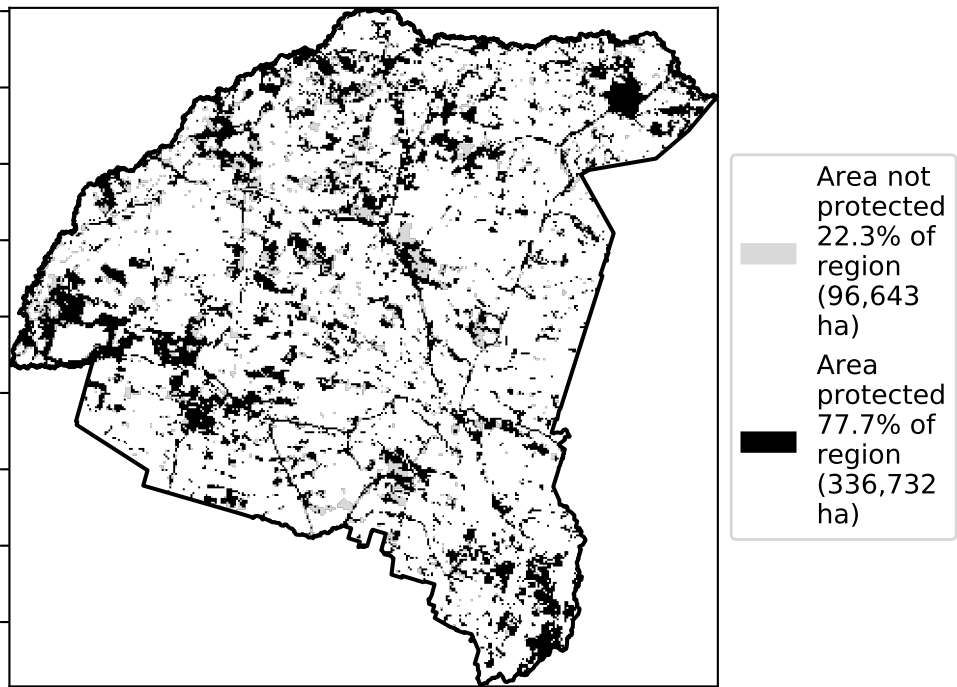 Area not
protected
22.3% of
region
(96,643
ha)
Area
protected
77.7% of
region
(336,732
ha)